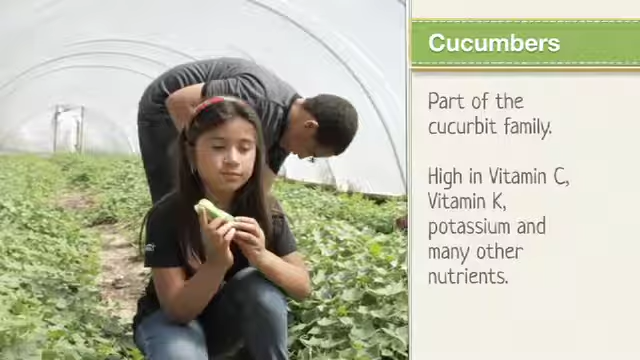 Cucumbers
Part of the
cucurbit family.
High in Vitamin C,
Vitamin K,
potassium and
many other
nutrients.